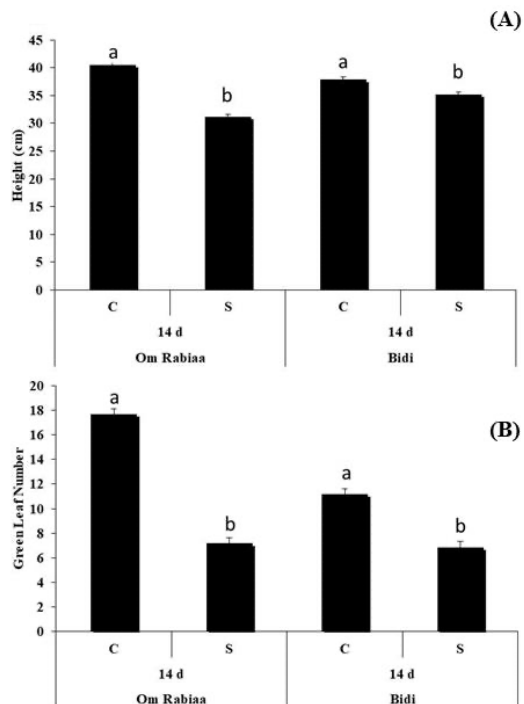 (A)
45
40
35
30
25
20
15
10
5
0
Height (cm)
a
b
a
b
C S C S
14 d 14 d
Om Rabiaa Bidi
(B)
20
18
16
14
12
10
8
6
4
2
0
Green Leaf Number
a
b
a
b
C S C S
14 d 14 d
Om Rabiaa Bidi